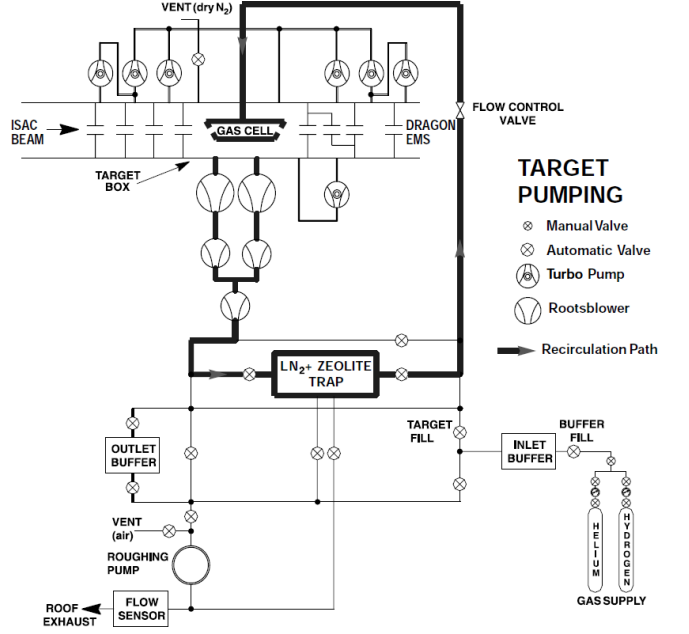 VENT (dry N₂)
ISAC
BEAM
GAS CELL
DRAGON
EMS
FLOW CONTROL
VALVE
TARGET
BOX
TARGET
PUMPING
Manual Valve
Automatic Valve
Turbo Pump
Rootsblower
Recirculation Path
LN₂+ ZEOLITE
TRAP
OUTLET
BUFFER
TARGET
FILL
BUFFER
FILL
INLET
BUFFER
VENT
(air)
ROUGHING
PUMP
HELIUM
HYDROGEN
GAS SUPPLY
ROOF
EXHAUST
FLOW
SENSOR